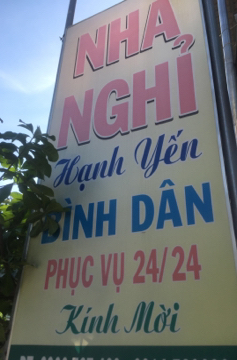 NHÀ
NGHỈ
Hạnh Yến
BÌNH DÂN
PHỤC VỤ 24/24
Kính Mời